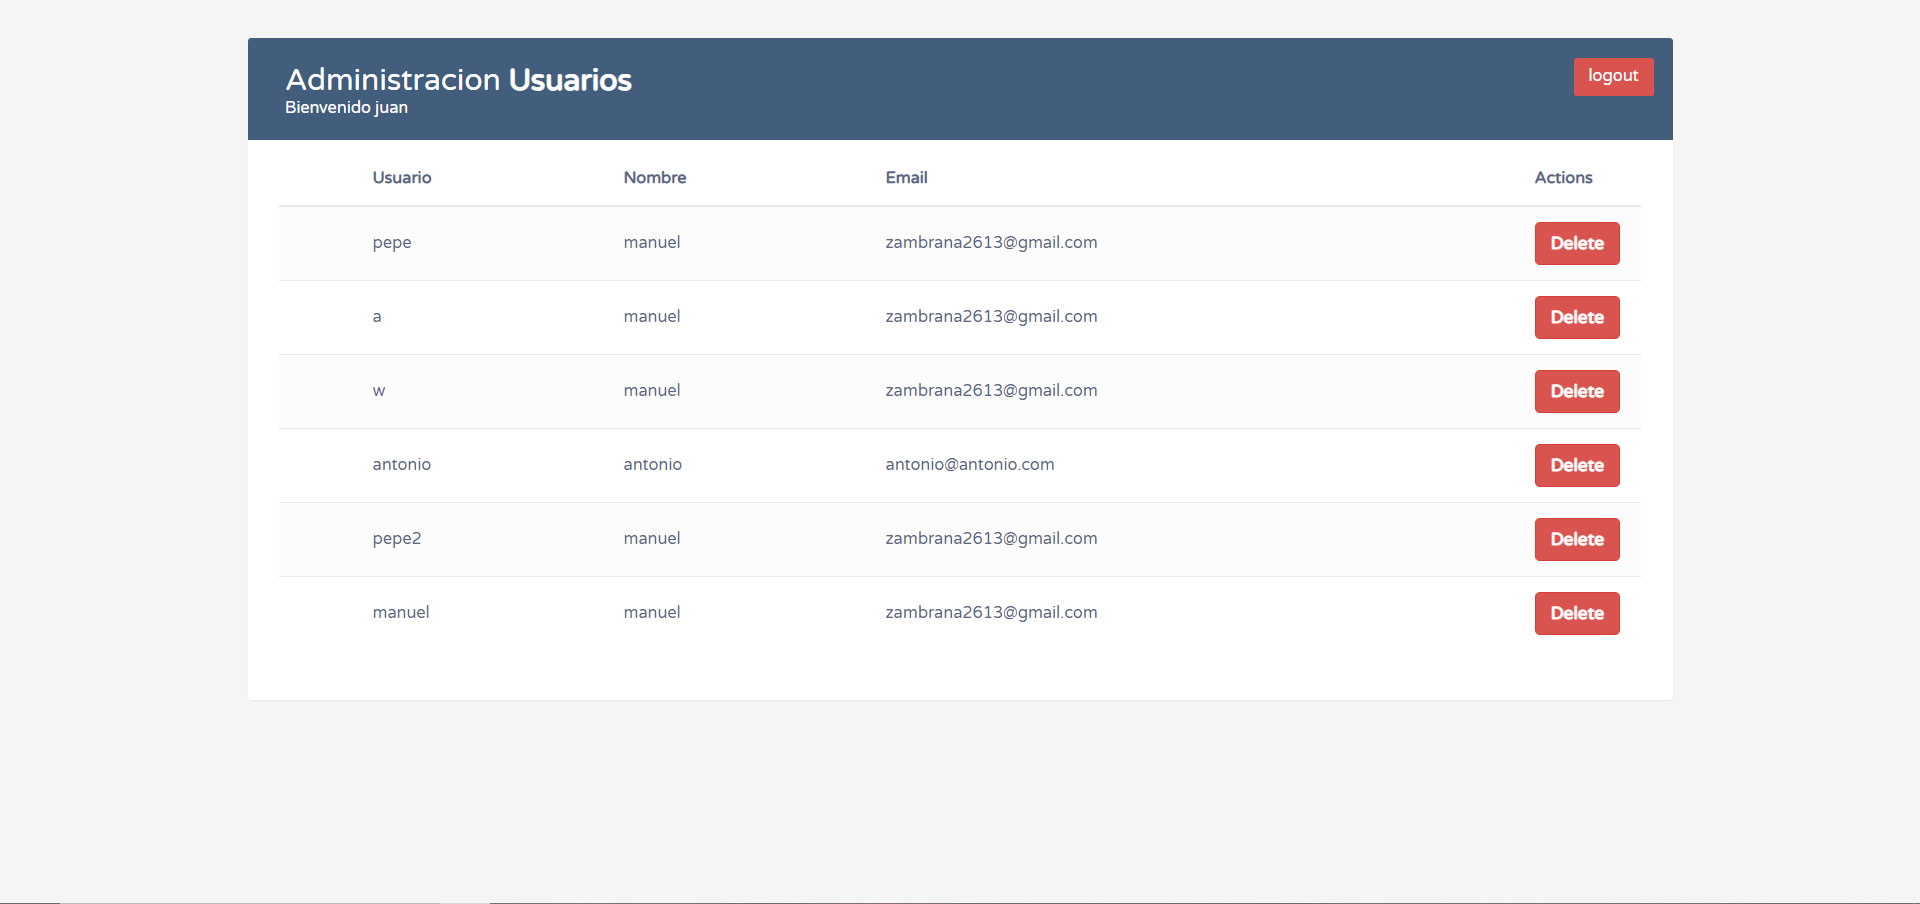 Administracion Usuarios
logout
Bienvenido juan
Usuario Nombre Email Actions
pepe manuel zambrana2613@gmail.com Delete
a manuel zambrana2613@gmail.com Delete
w manuel zambrana2613@gmail.com Delete
antonio antonio antonio@antonio.com Delete
pepe2 manuel zambrana2613@gmail.com Delete
manuel manuel zambrana2613@gmail.com Delete